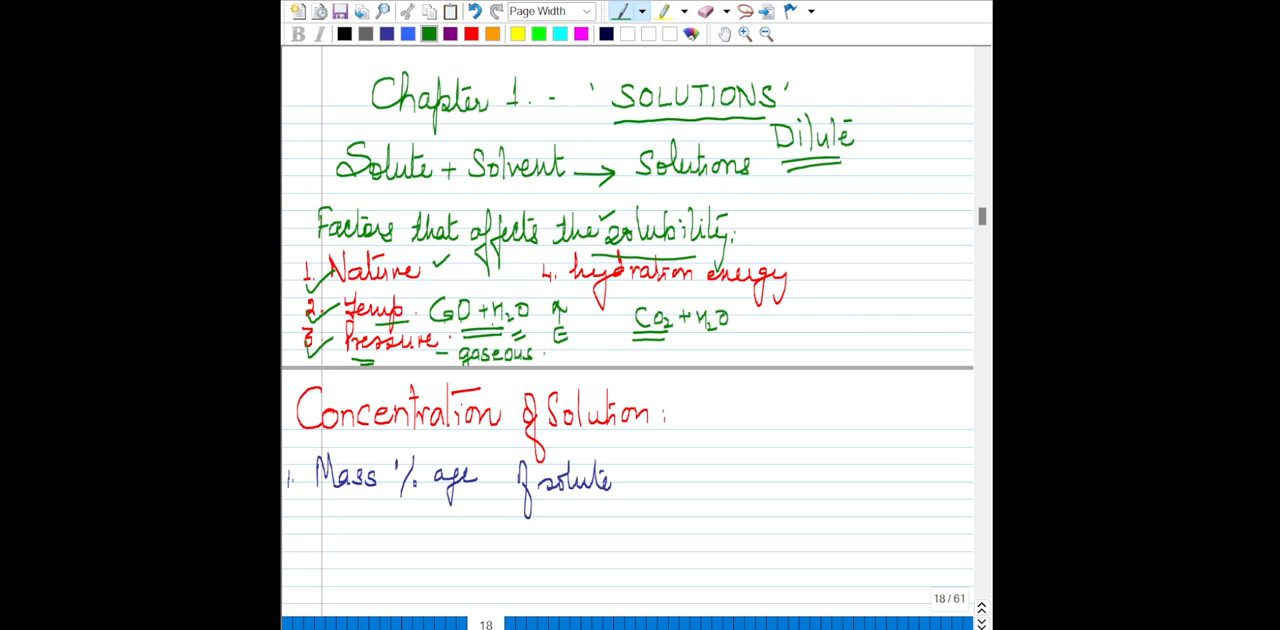 Page Width
B I
Chapter 1. - 'SOLUTIONS'
Dilute
Solute + Solvent → Solutions
Factors that affects the solubility:
1. Nature ✓ 4. hydration energy
2. Temp. + H2O ↑ CO2 + H2O
3. Pressure - gaseous.
Concentration of Solution:
1. Mass % age of solute
18 / 61
18